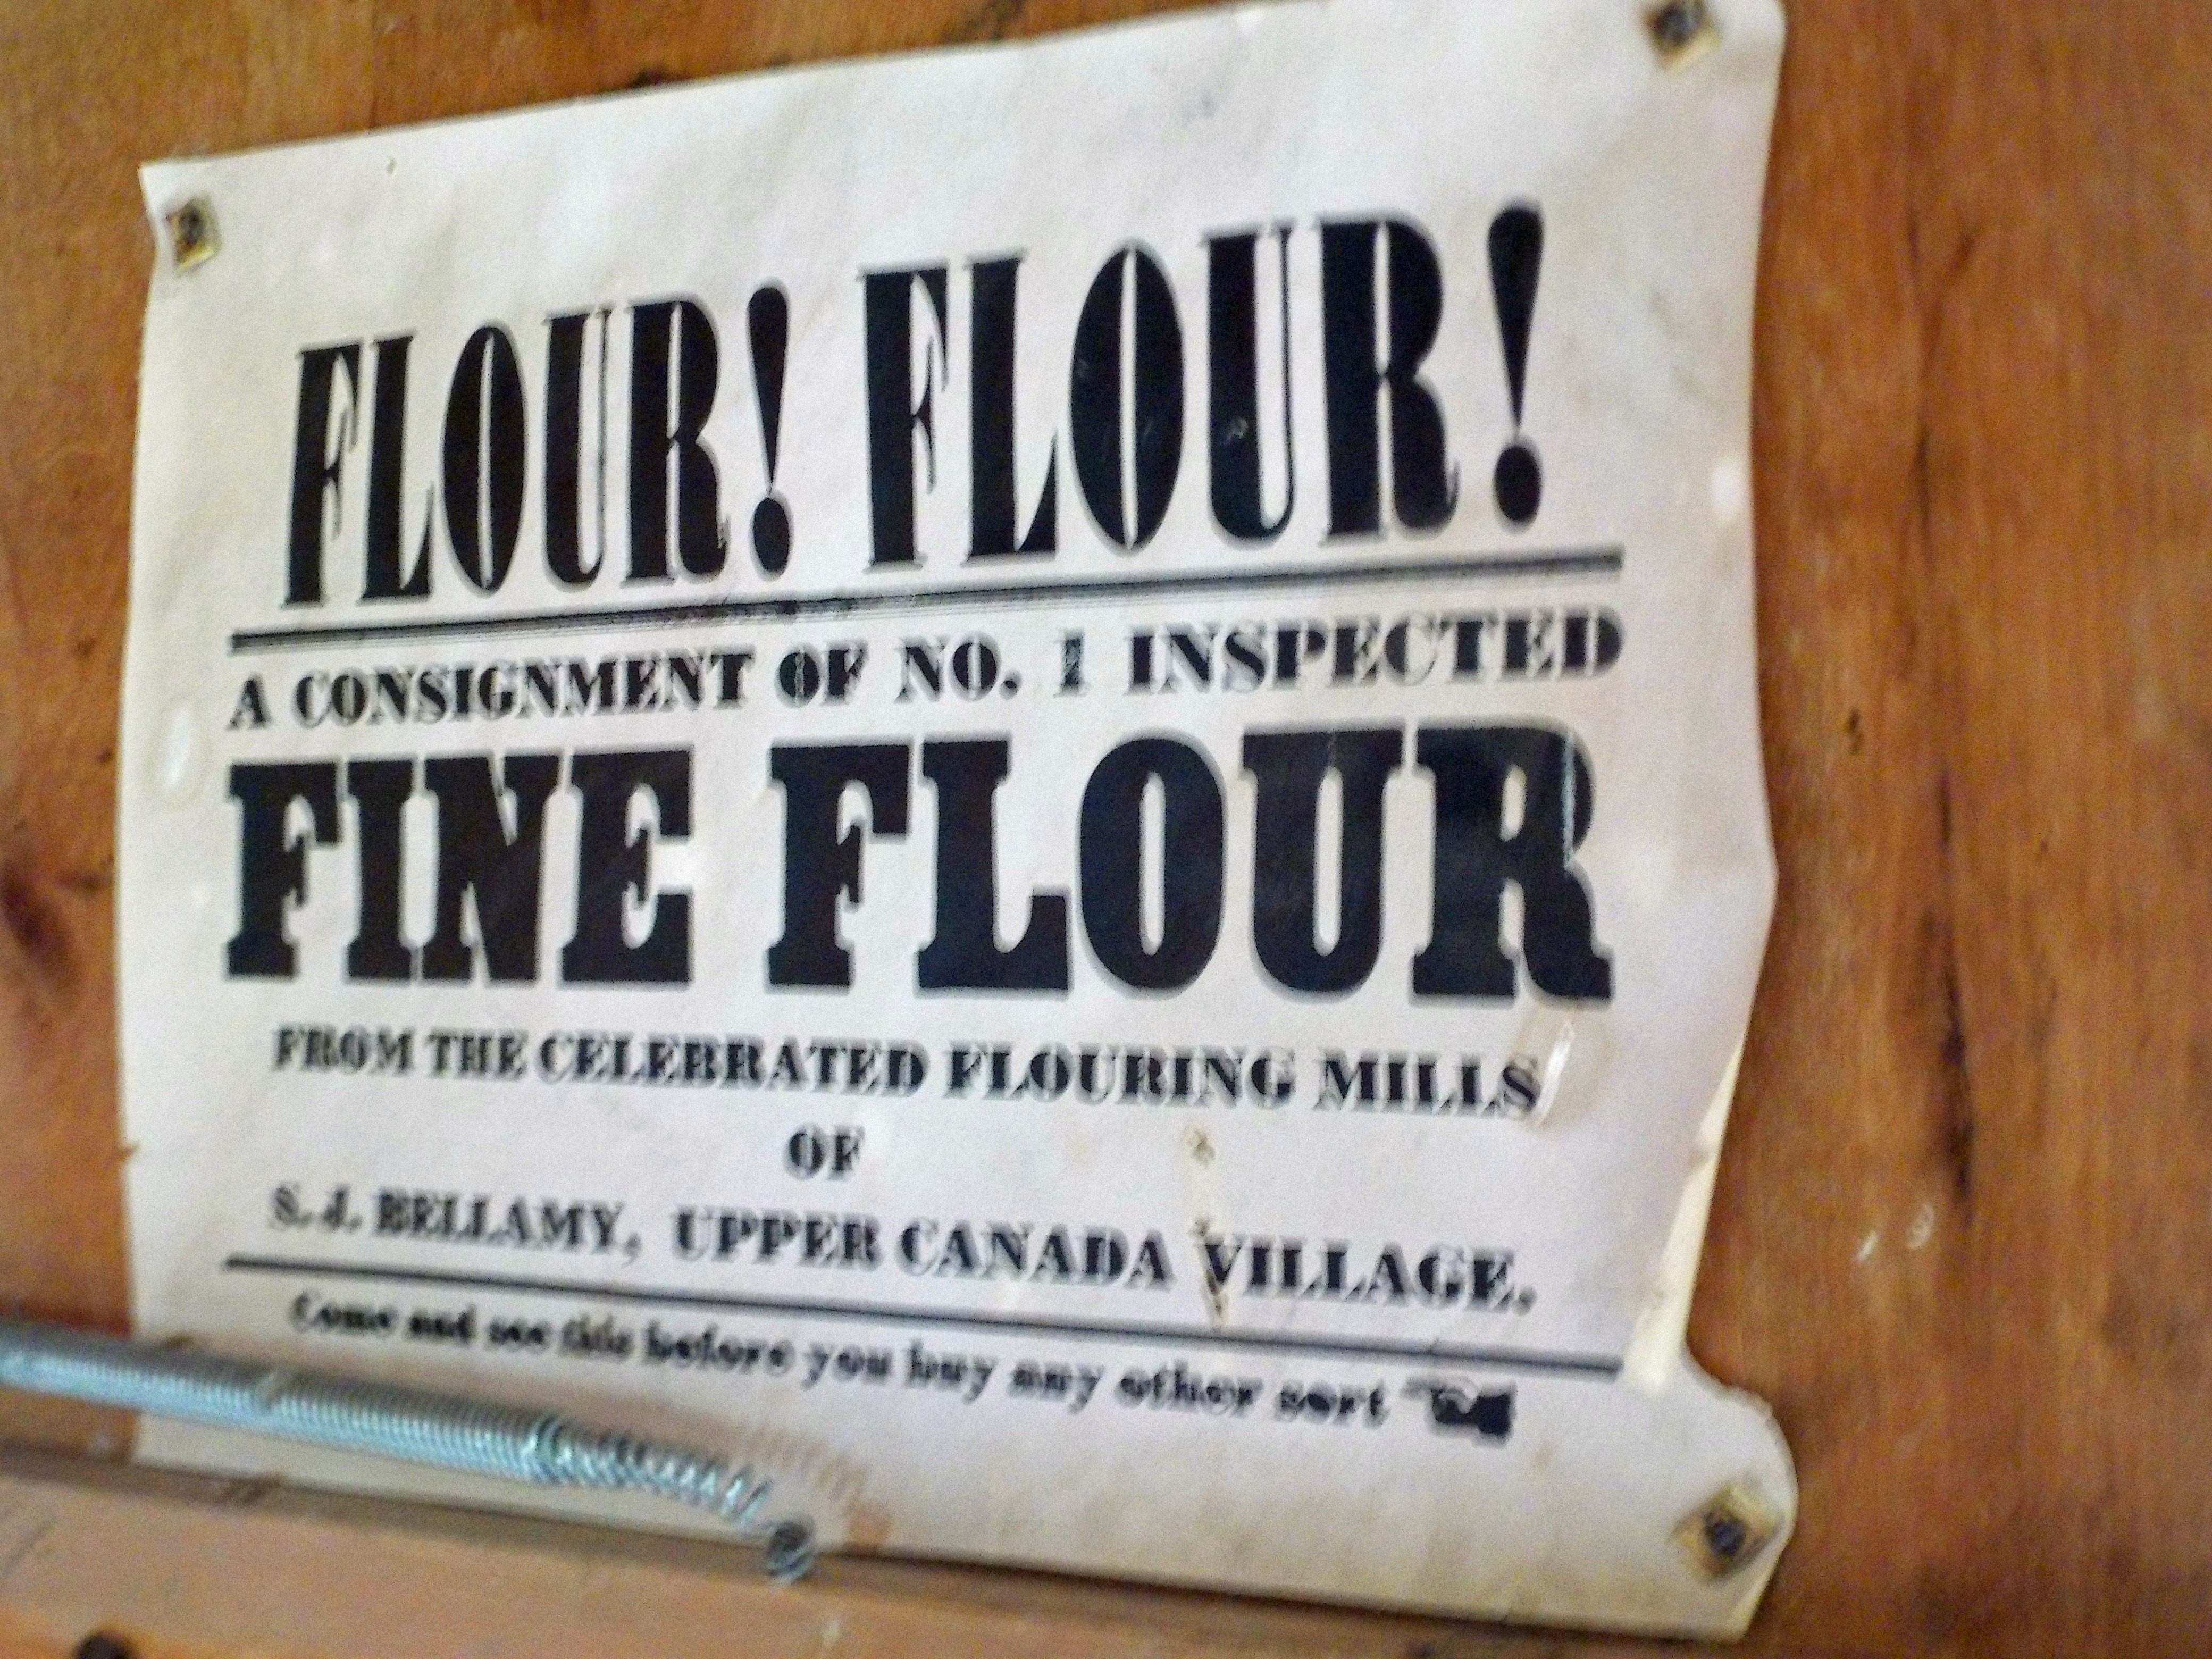 FLOUR! FLOUR!
A CONSIGNMENT OF NO. 1 INSPECTED
FINE FLOUR
FROM THE CELEBRATED FLOURING MILLS
OF
S. J. BELLAMY, UPPER CANADA VILLAGE.
Come and see this before you buy any other sort